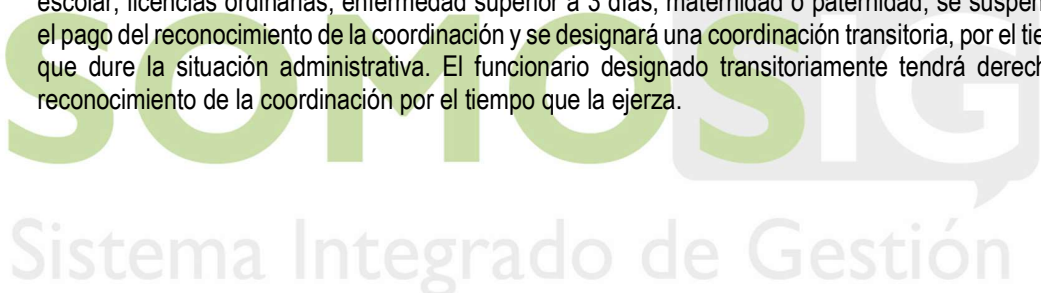 escolar, licencias ordinarias, enfermedad superior a 3 días, maternidad o paternidad, se suspen
el pago del reconocimiento de la coordinación y se designará una coordinación transitoria, por el tie
que dure la situación administrativa. El funcionario designado transitoriamente tendrá derech
reconocimiento de la coordinación por el tiempo que la ejerza.
SOMOSIG
Sistema Integrado de Gestión